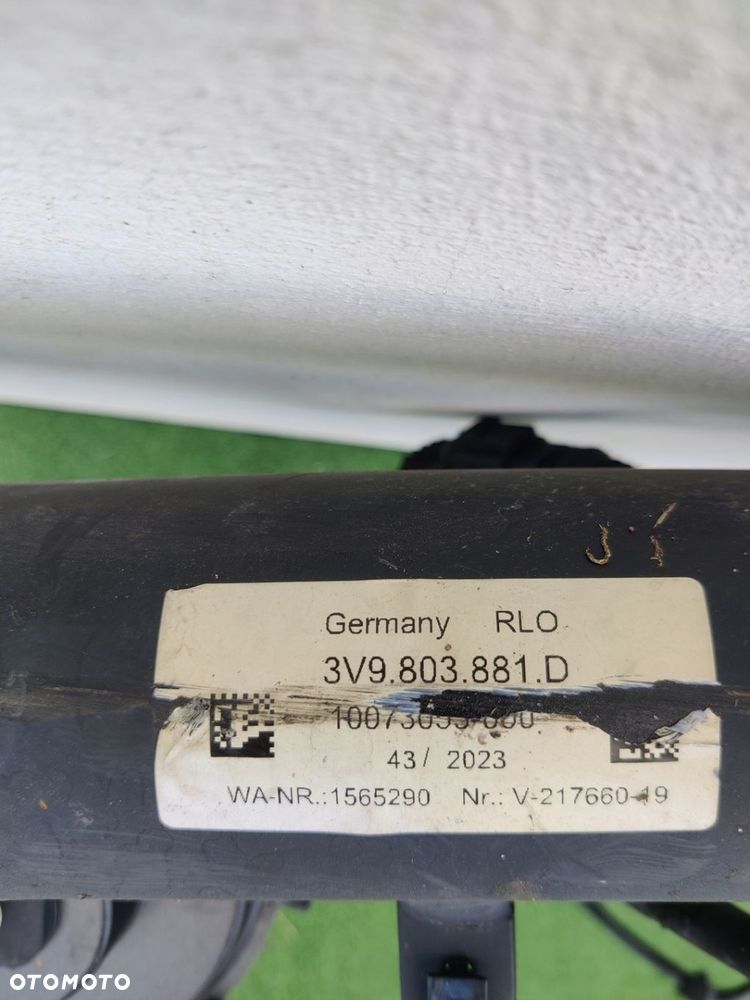 Germany RLO
3V9.803.881.D
43/ 2023
WA-NR.:1565290 Nr.: V-217660-19
OTOMOTO